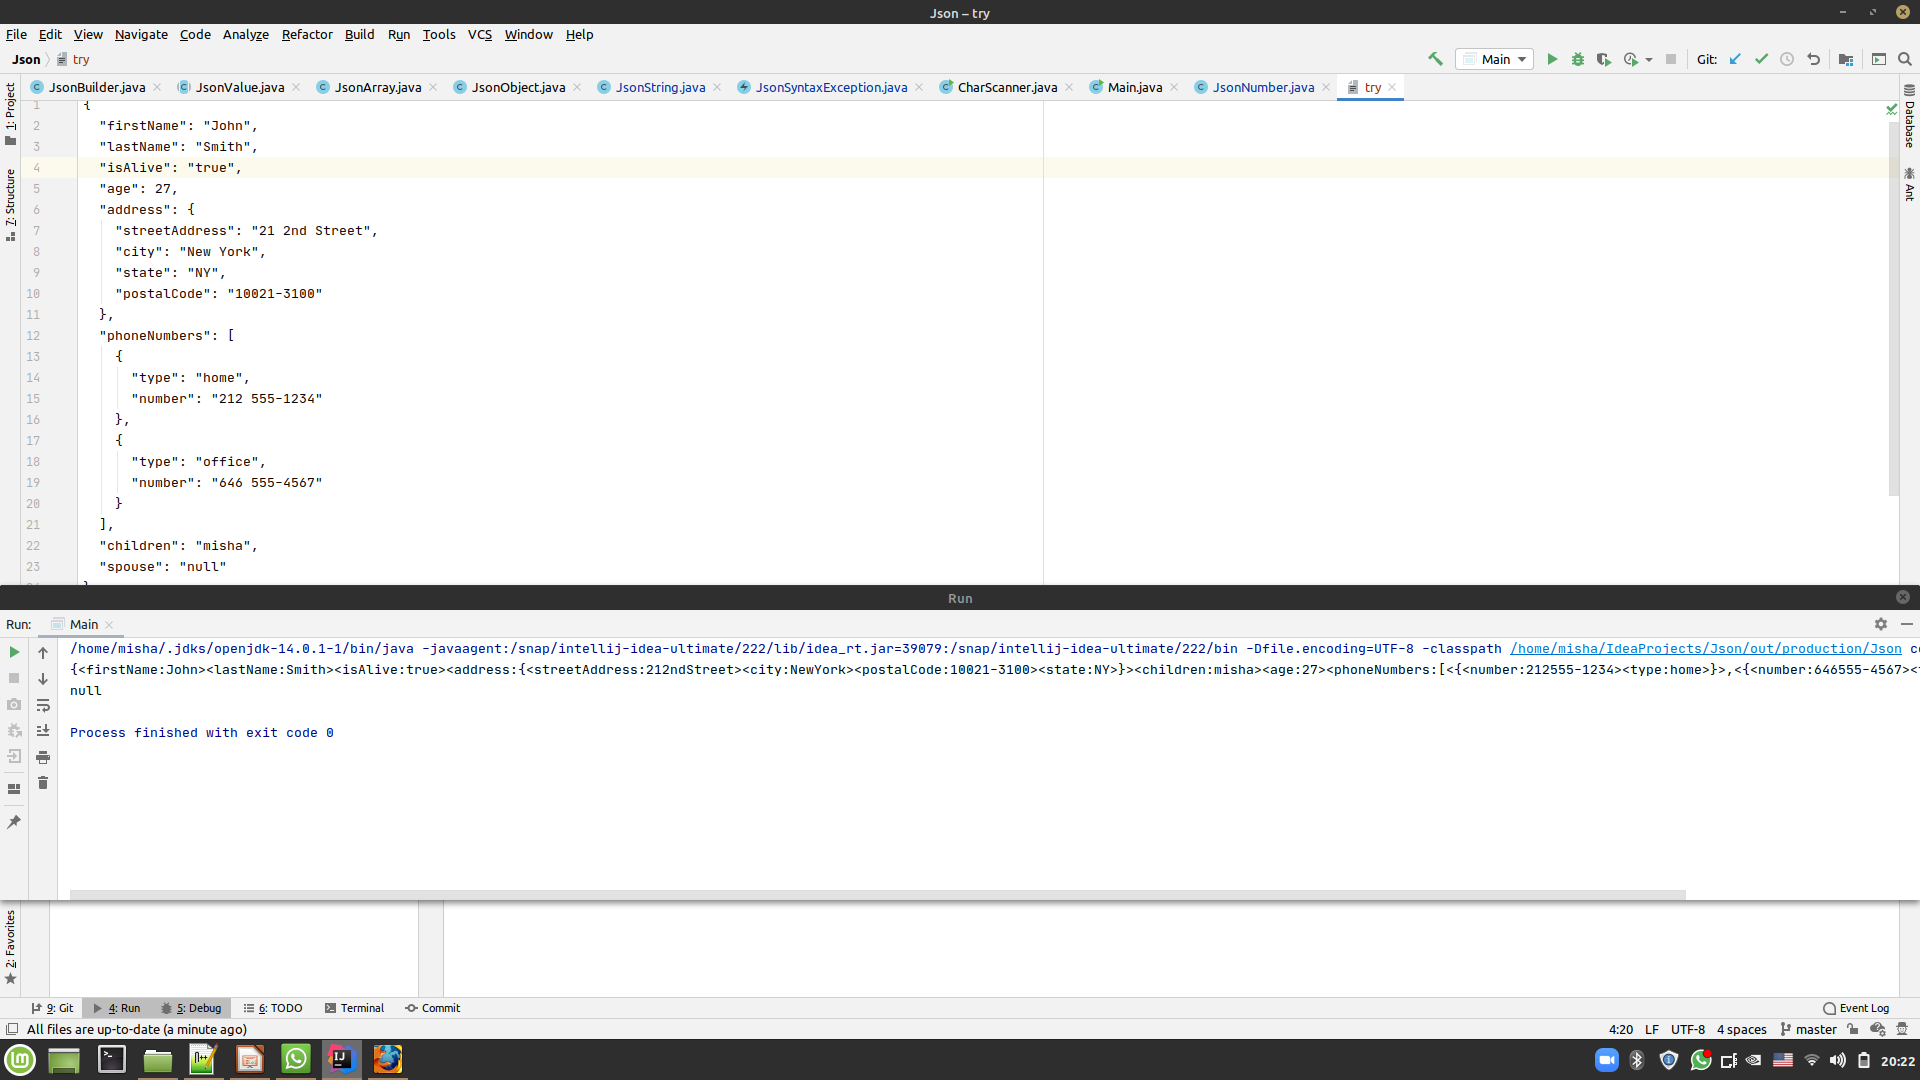 Json – try
File Edit View Navigate Code Analyze Refactor Build Run Tools VCS Window Help
Json try Main Git:
JsonBuilder.java JsonValue.java JsonArray.java JsonObject.java JsonString.java JsonSyntaxException.java CharScanner.java Main.java JsonNumber.java try
1: Project
7: Structure
Database
Ant
1 {
2 "firstName": "John",
3 "lastName": "Smith",
4 "isAlive": "true",
5 "age": 27,
6 "address": {
7 "streetAddress": "21 2nd Street",
8 "city": "New York",
9 "state": "NY",
10 "postalCode": "10021-3100"
11 },
12 "phoneNumbers": [
13 {
14 "type": "home",
15 "number": "212 555-1234"
16 },
17 {
18 "type": "office",
19 "number": "646 555-4567"
20 }
21 ],
22 "children": "misha",
23 "spouse": "null"
Run
Run: Main
/home/misha/.jdks/openjdk-14.0.1-1/bin/java -javaagent:/snap/intellij-idea-ultimate/222/lib/idea_rt.jar=39079:/snap/intellij-idea-ultimate/222/bin -Dfile.encoding=UTF-8 -classpath /home/misha/IdeaProjects/Json/out/production/Json co
{<firstName:John><lastName:Smith><isAlive:true><address:{<streetAddress:212ndStreet><city:NewYork><postalCode:10021-3100><state:NY>}><children:misha><age:27><phoneNumbers:[<{<number:212555-1234><type:home>}>,<{<number:646555-4567><t
null
Process finished with exit code 0
2: Favorites
9: Git 4: Run 5: Debug 6: TODO Terminal Commit Event Log
All files are up-to-date (a minute ago) 4:20 LF UTF-8 4 spaces master
20:22